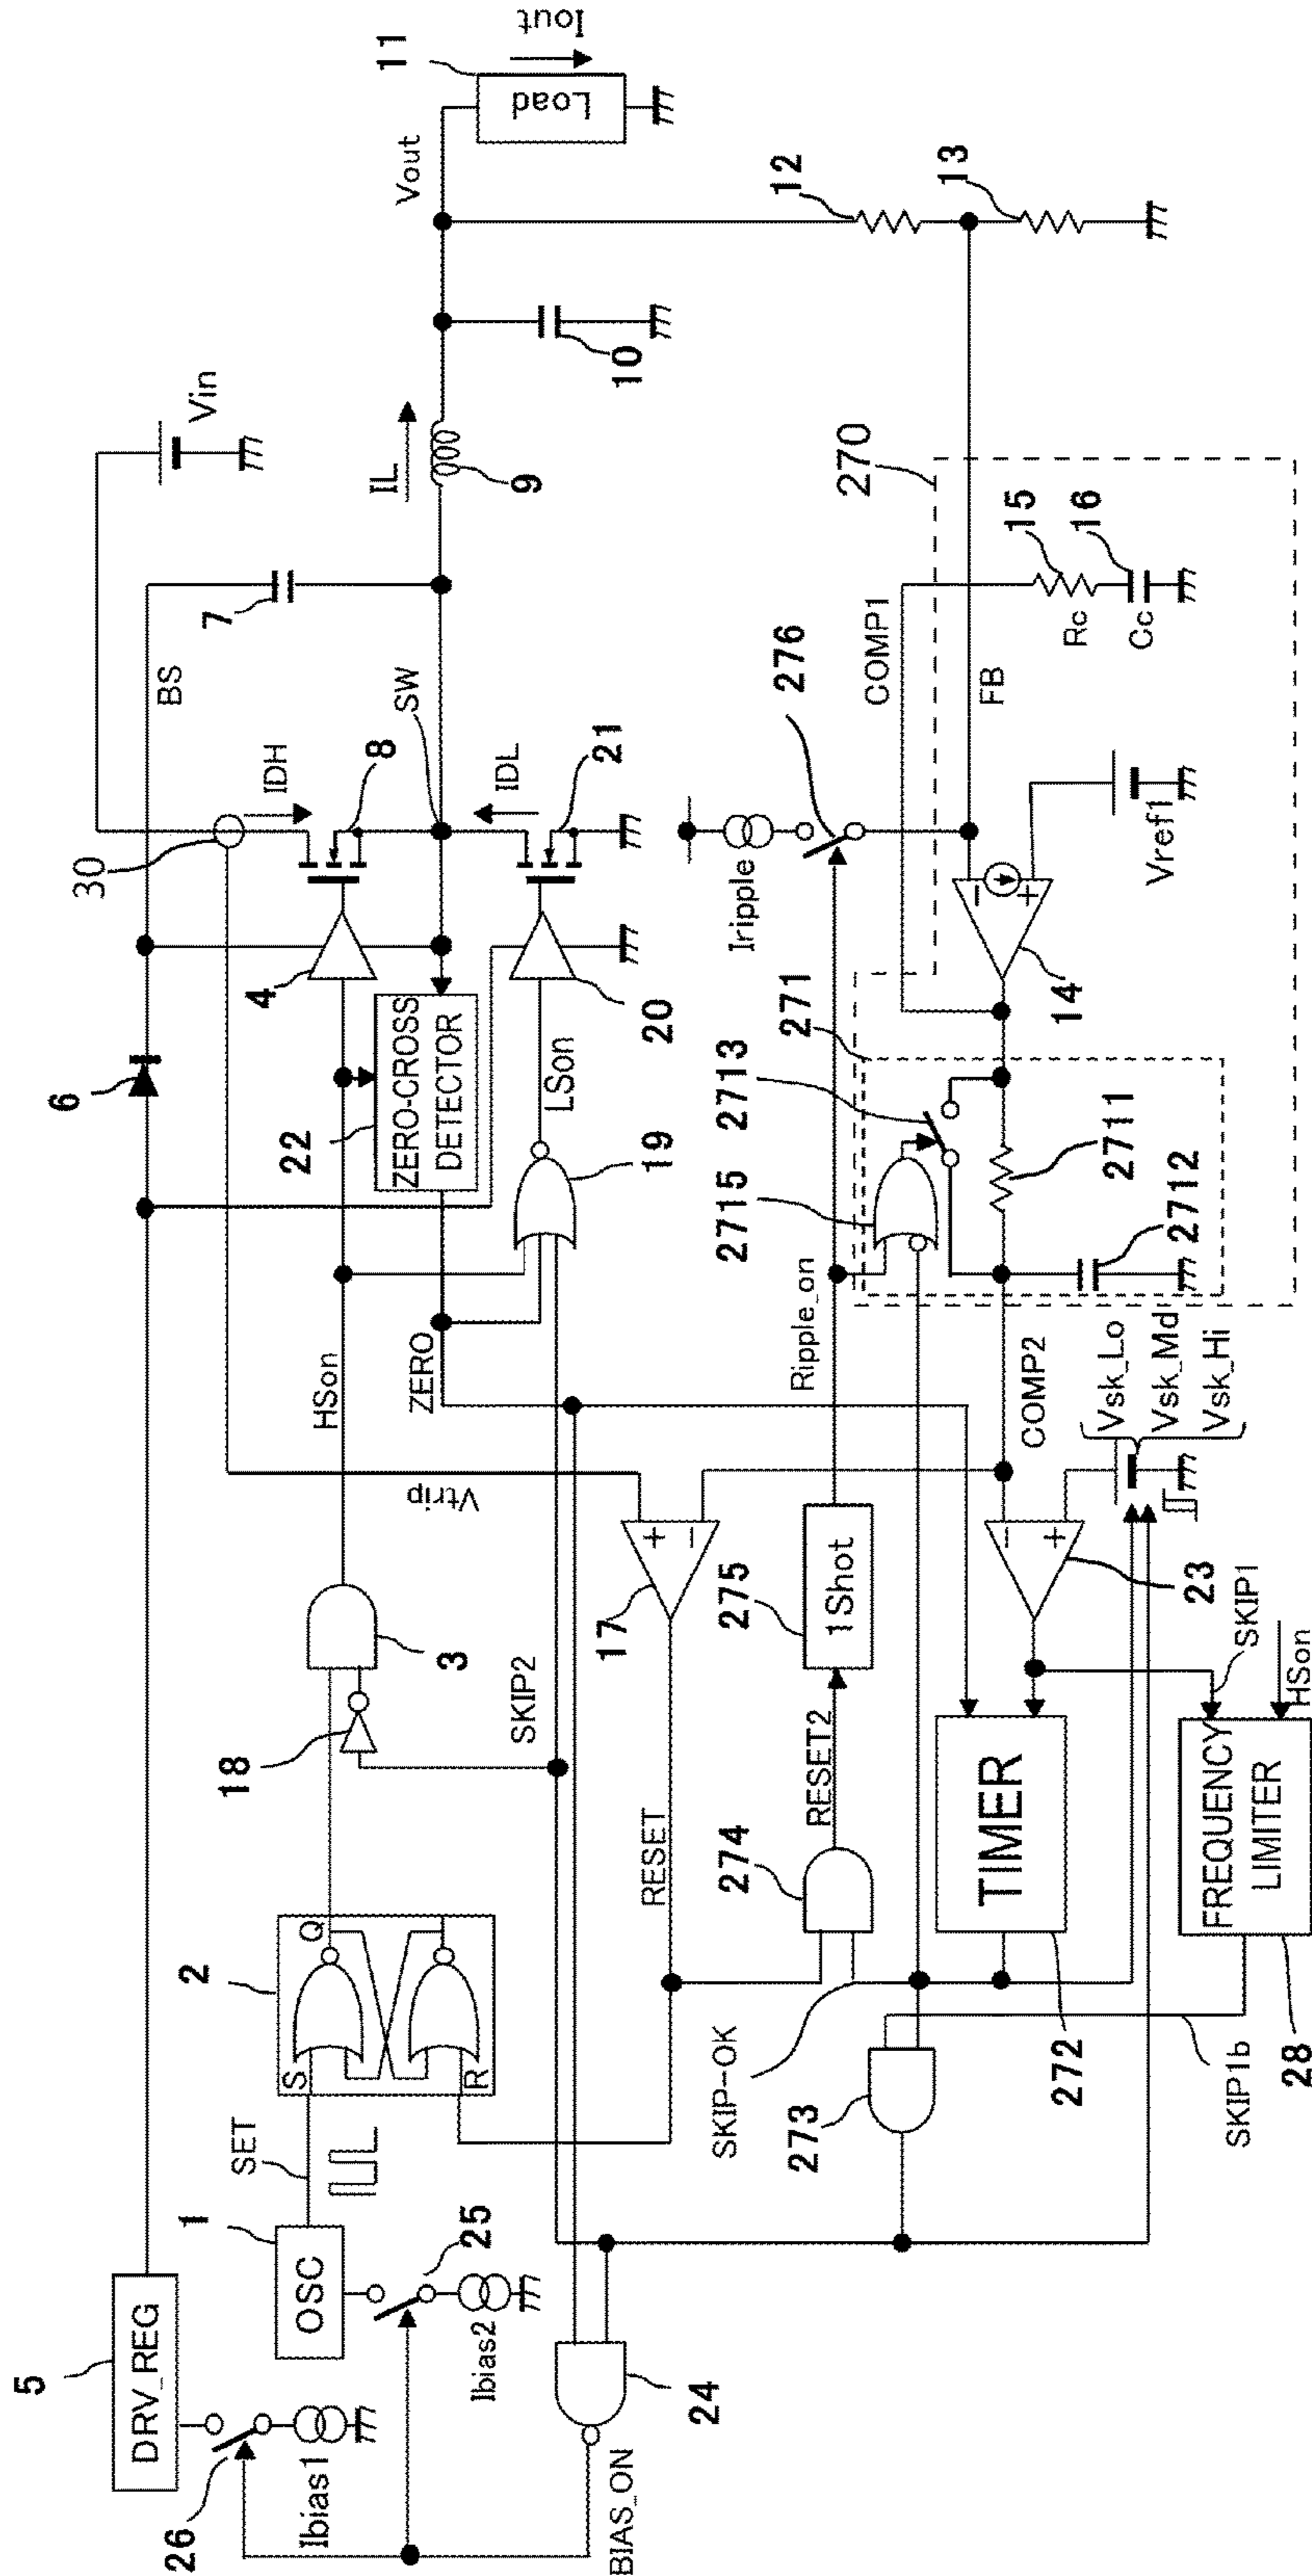 5
DRV_REG
26
Ibias1
1
OSC
25
Ibias2
SET
2
S
Q
R
24
BIAS_ON
18
3
SKIP2
HSon
ZERO
6
4
22
ZERO-CROSS
DETECTOR
19
LSon
20
30
BS
IDH
8
SW
IDL
21
7
Vin
IL
9
10
Vout
11
Load
Iout
12
13
Vtrip
17
RESET
274
RESET2
275
1Shot
Ripple_on
2715
2713
271
2711
2712
Iripple
276
COMP1
FB
14
Vref1
270
15
Rc
16
Cc
COMP2
Vsk_Lo
Vsk_Md
Vsk_Hi
23
SKIP1
HSon
SKIP-OK
273
TIMER
272
SKIP1b
FREQUENCY
LIMITER
28